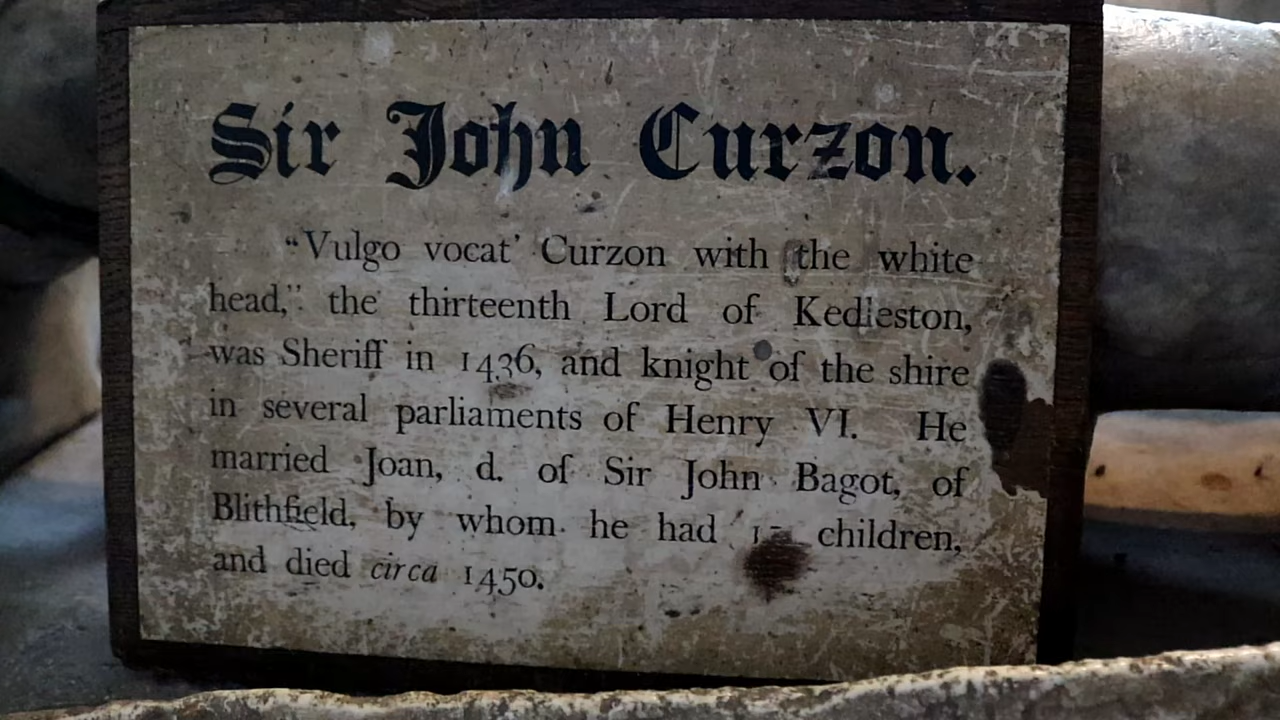 Sir John Curzon.
“Vulgo vocat’ Curzon with the white
head,” the thirteenth Lord of Kedleston,
was Sheriff in 1436, and knight of the shire
in several parliaments of Henry VI. He
married Joan, d. of Sir John Bagot, of
Blithfield, by whom he had children,
and died circa 1450.